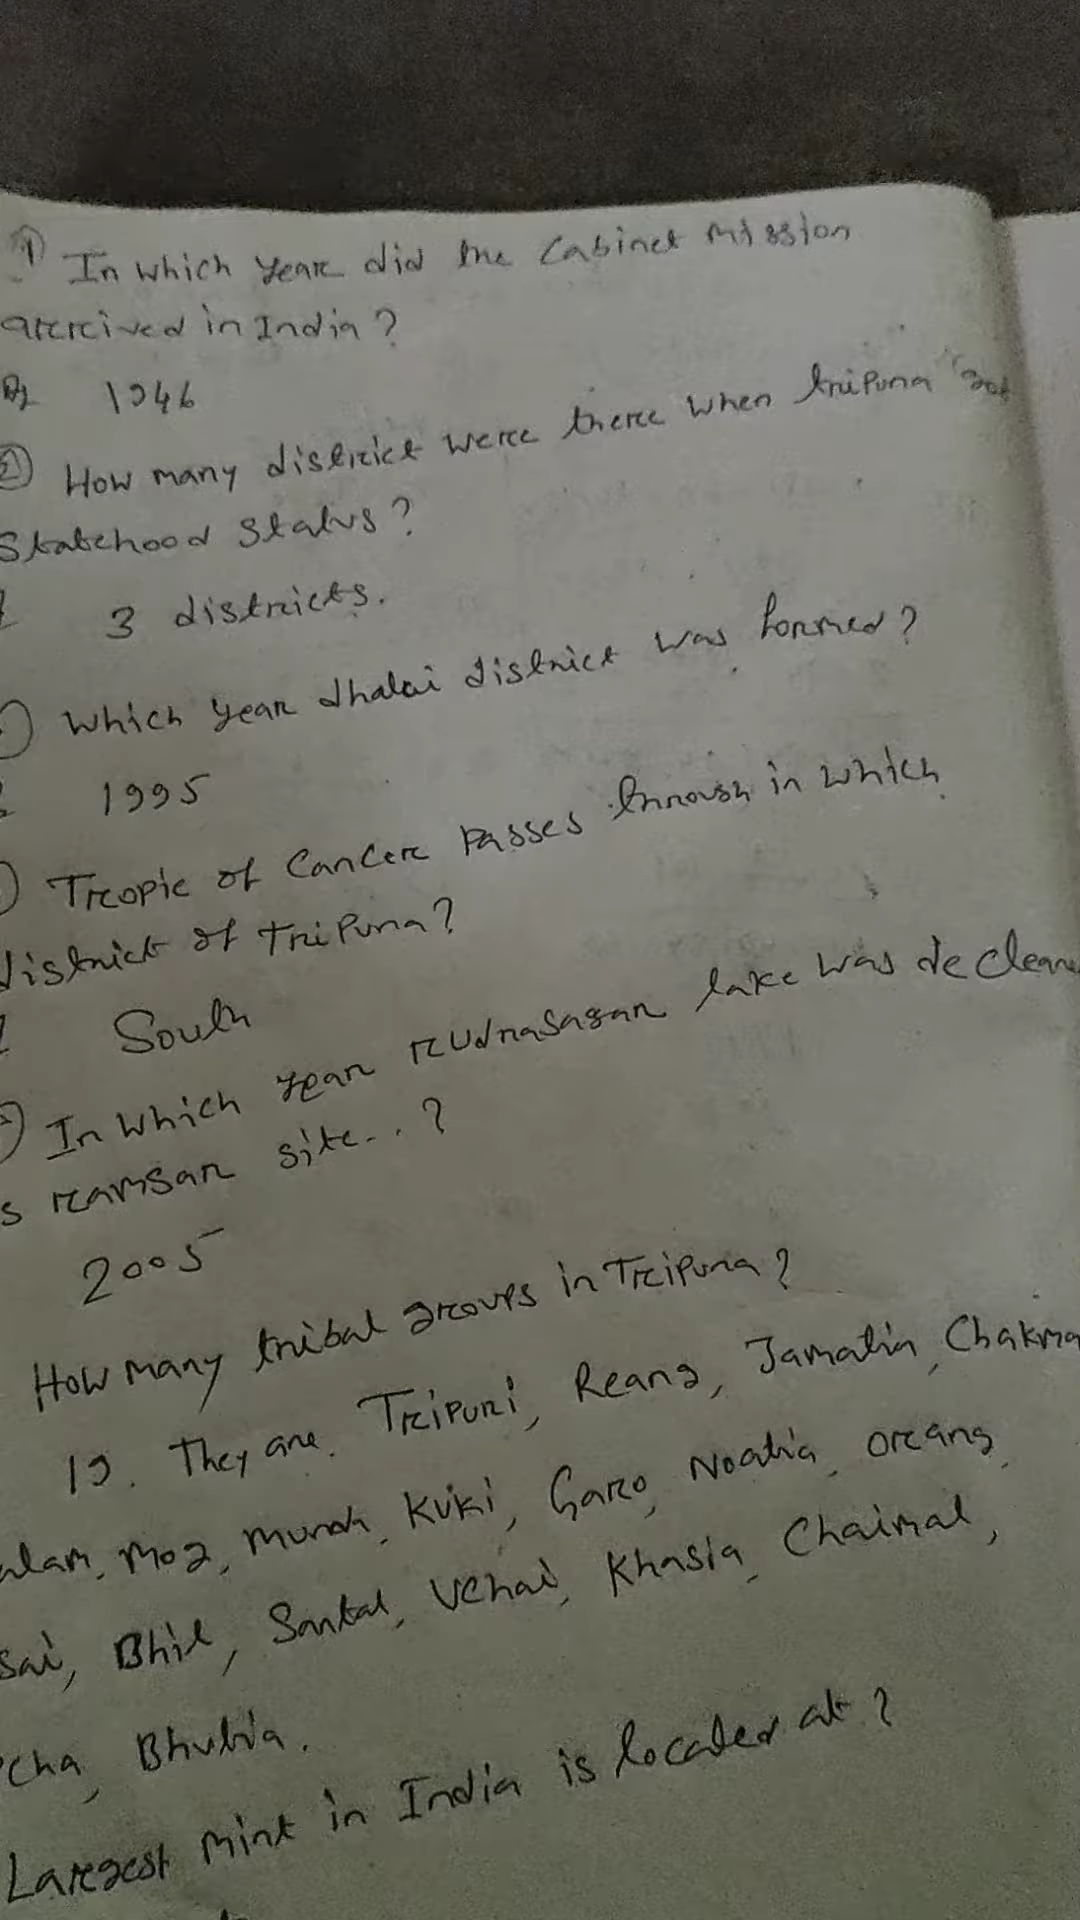 1) In which year did the Cabinet Mission
arrived in India?
1946
2) How many district were there when tripura got
Statehood Status?
3 districts.
Which year dhalai district was formed?
1995
Tropic of Cancer passes through in which
district of Tripura?
South
In which year rudrasagar lake was declare
s ramsar site...?
2005
How many tribal groups in Tripura?
19. They are, Tripuri, Reang, Jamatia, Chakma
alam, Mog, Munda, Kuki, Garo, Noatia, Orang,
sai, Bhil, Santal, Uchai, Khasia, Chaimal,
cha, Bhutia.
Largest mint in India is located at?